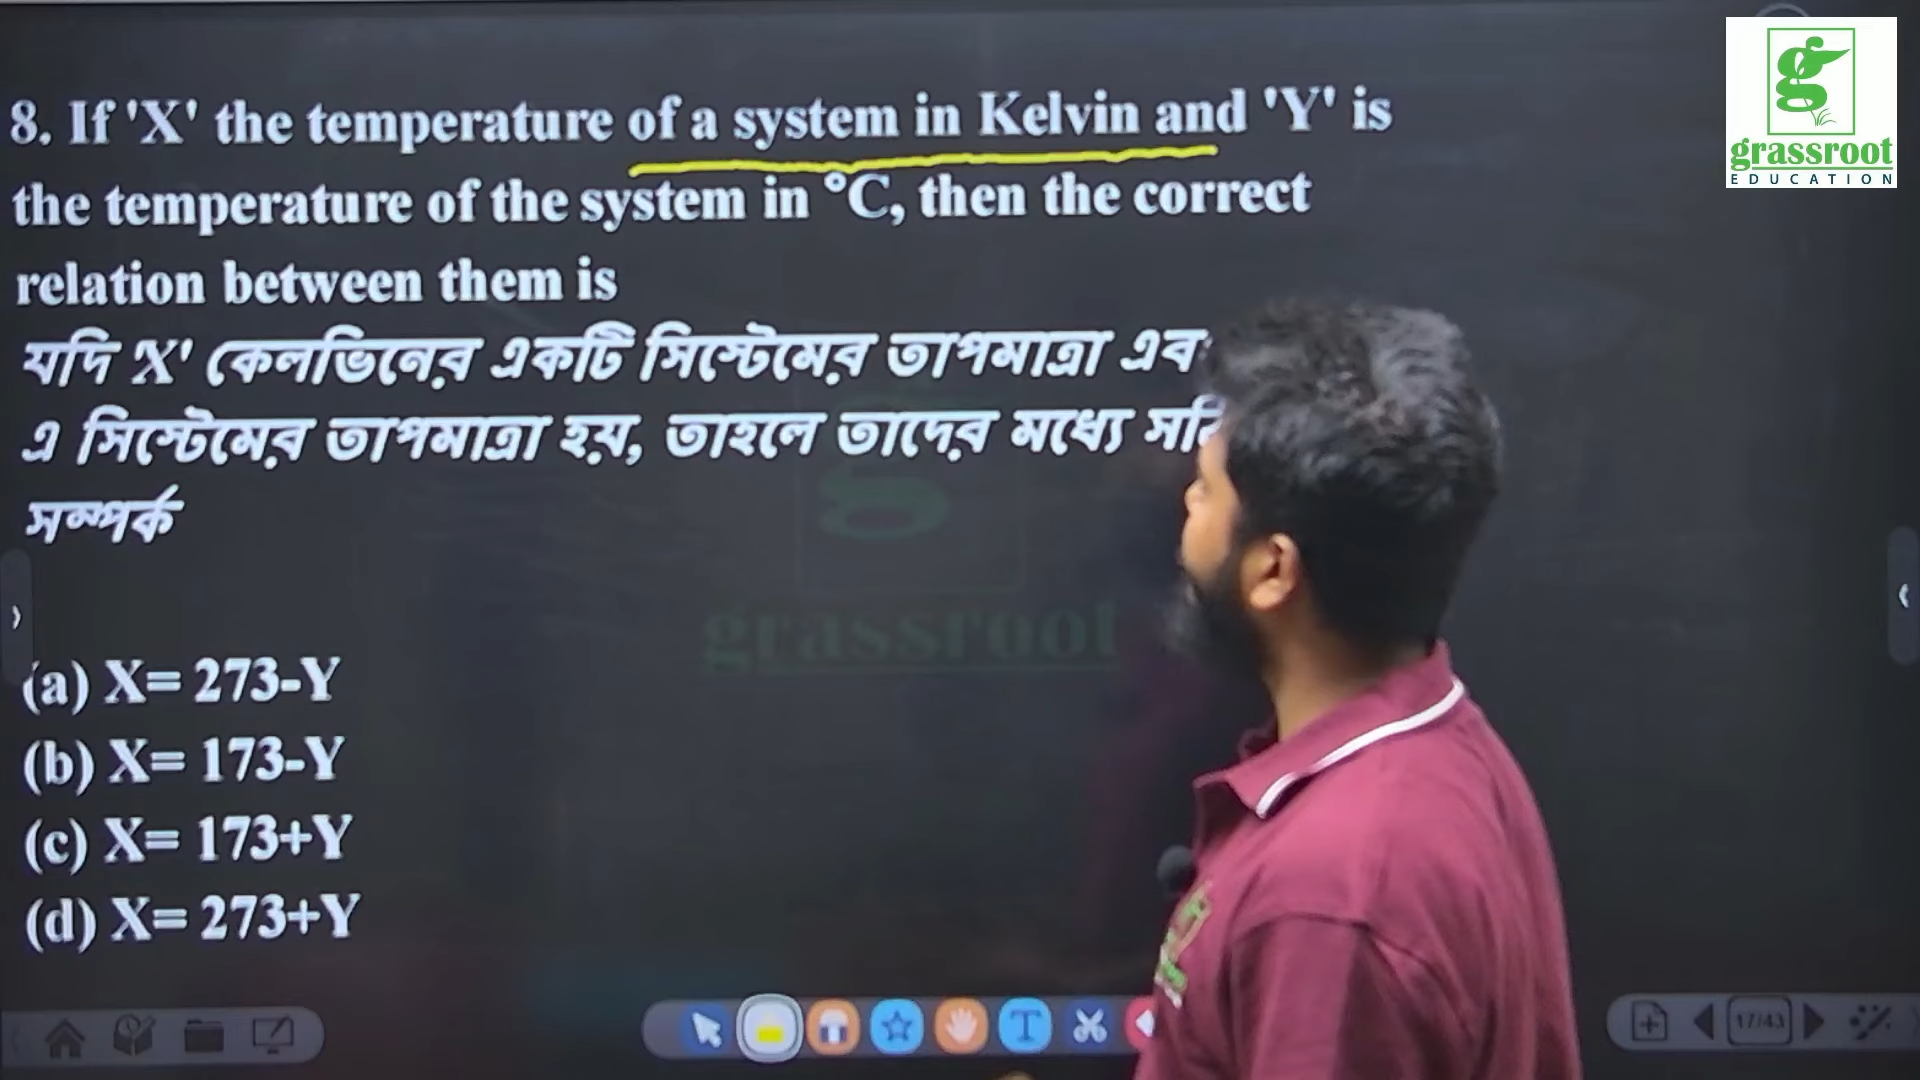 8. If 'X' the temperature of a system in Kelvin and 'Y' is
the temperature of the system in °C, then the correct
relation between them is
যদি 'X' কেলভিনের একটি সিস্টেমের তাপমাত্রা
এ সিস্টেমের তাপমাত্রা হয়, তাহলে তাদের মধ্যে
সম্পর্ক
(a) X= 273-Y
(b) X= 173-Y
(c) X= 173+Y
(d) X= 273+Y
grassroot
EDUCATION
grassroot
17/43